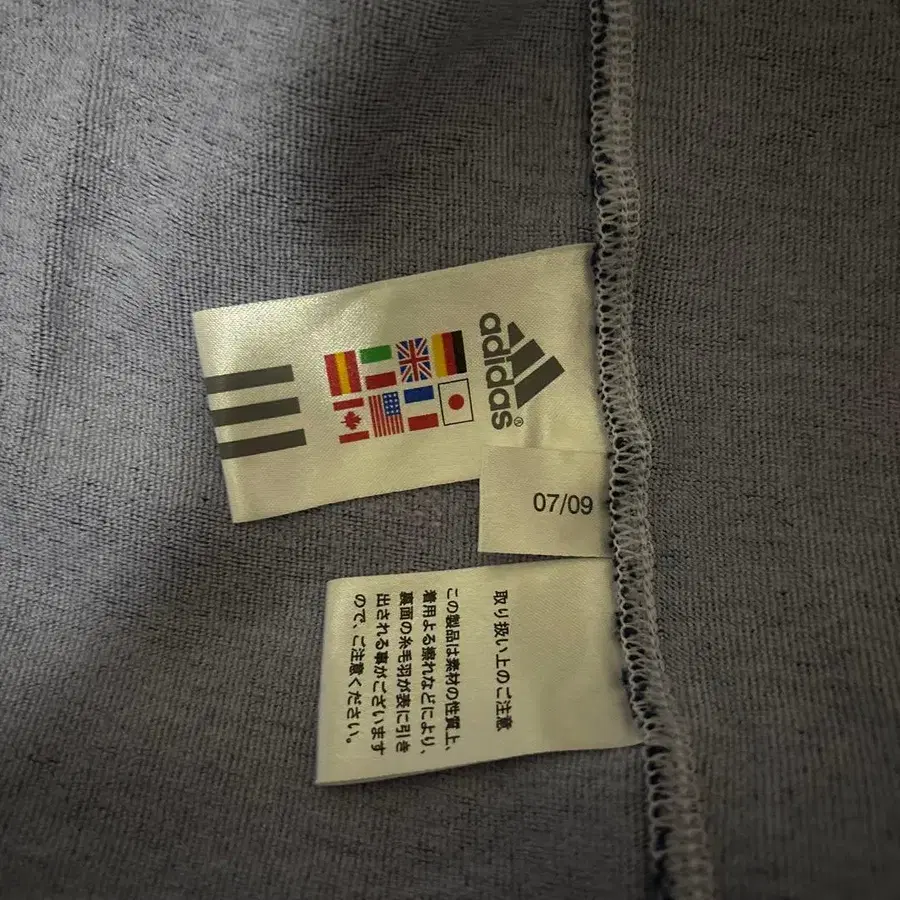 adidas®
07/09
取り扱い上のご注意
この製品は素材の性質上、
着用よる擦れなどにより、
裏面の糸毛羽が表に引き
出される事がございます
ので、ご注意ください。